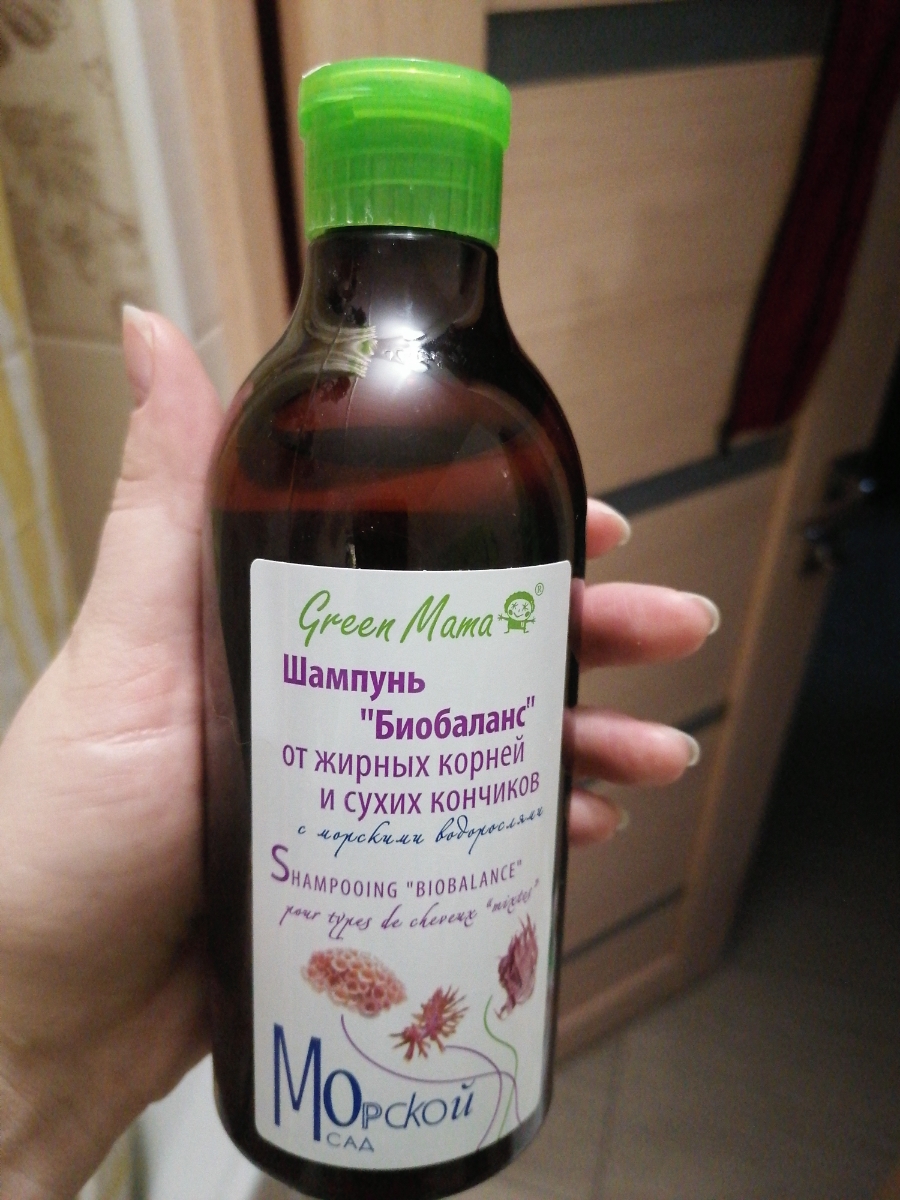 Green Mama ®
Шампунь
"Биобаланс"
от жирных корней
и сухих кончиков
с морскими водорослями
SHAMPOOING "BIOBALANCE"
pour types de cheveux "mixtes"
Морской
САД